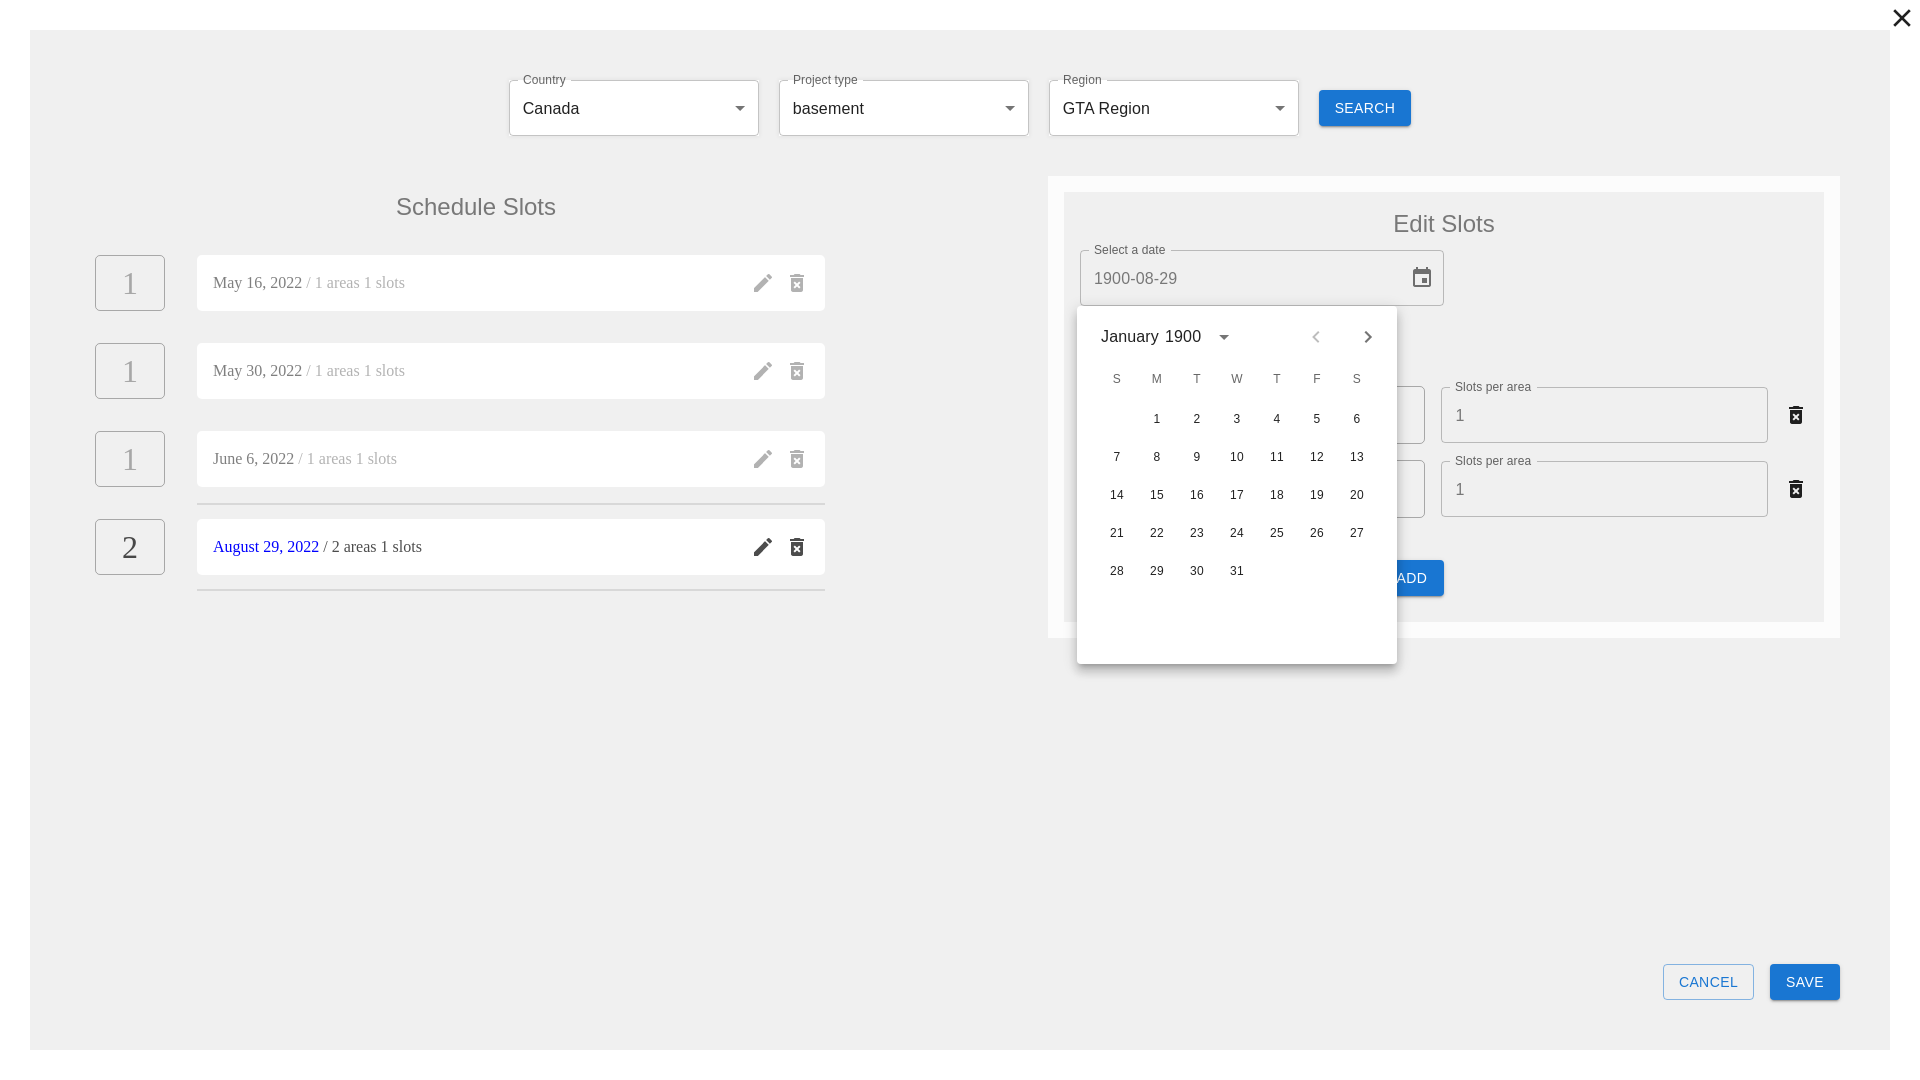 Country
Canada
Project type
basement
Region
GTA Region
SEARCH
Schedule Slots
1
May 16, 2022 / 1 areas 1 slots
1
May 30, 2022 / 1 areas 1 slots
1
June 6, 2022 / 1 areas 1 slots
2
August 29, 2022 / 2 areas 1 slots
Edit Slots
Select a date
1900-08-29
January 1900
S M T W T F S
1 2 3 4 5 6
7 8 9 10 11 12 13
14 15 16 17 18 19 20
21 22 23 24 25 26 27
28 29 30 31
Slots per area
1
Slots per area
1
ADD
CANCEL
SAVE